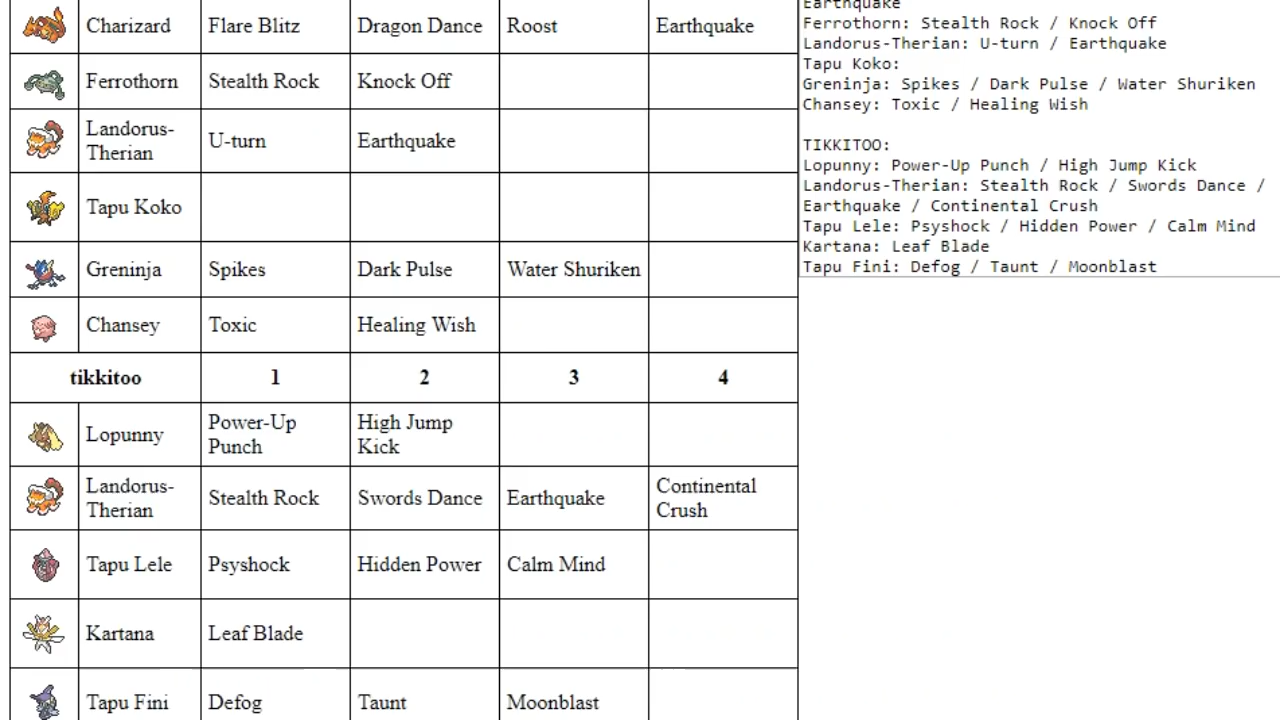 Charizard Flare Blitz Dragon Dance Roost Earthquake
Ferrothorn Stealth Rock Knock Off
Landorus-
Therian U-turn Earthquake
Tapu Koko
Greninja Spikes Dark Pulse Water Shuriken
Chansey Toxic Healing Wish
tikkitoo 1 2 3 4
Lopunny Power-Up
Punch High Jump
Kick
Landorus-
Therian Stealth Rock Swords Dance Earthquake Continental
Crush
Tapu Lele Psyshock Hidden Power Calm Mind
Kartana Leaf Blade
Tapu Fini Defog Taunt Moonblast
Earthquake
Ferrothorn: Stealth Rock / Knock Off
Landorus-Therian: U-turn / Earthquake
Tapu Koko:
Greninja: Spikes / Dark Pulse / Water Shuriken
Chansey: Toxic / Healing Wish
TIKKITOO:
Lopunny: Power-Up Punch / High Jump Kick
Landorus-Therian: Stealth Rock / Swords Dance /
Earthquake / Continental Crush
Tapu Lele: Psyshock / Hidden Power / Calm Mind
Kartana: Leaf Blade
Tapu Fini: Defog / Taunt / Moonblast